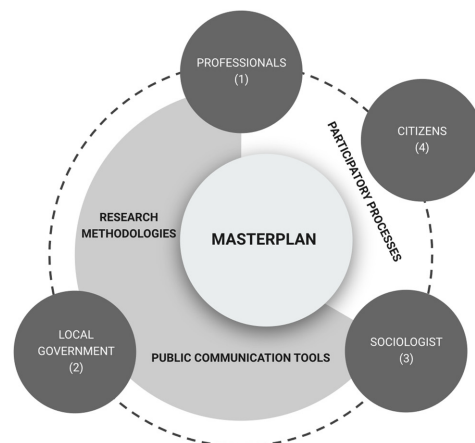 PROFESSIONALS
(1)
CITIZENS
(4)
PARTICIPATORY PROCESSES
RESEARCH
METHODOLOGIES
MASTERPLAN
LOCAL
GOVERNMENT
(2)
SOCIOLOGIST
(3)
PUBLIC COMMUNICATION TOOLS